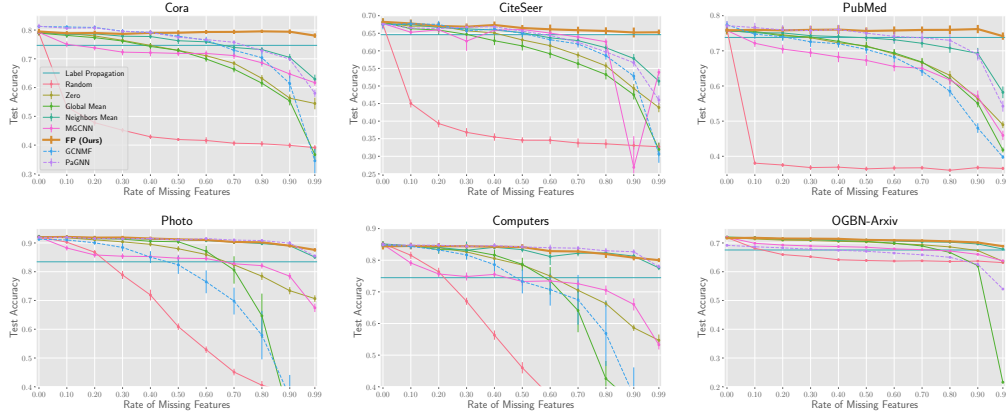 Cora
CiteSeer
PubMed
0.8
0.7
0.6
0.5
0.4
0.3
Test Accuracy
Label Propagation
Random
Zero
Global Mean
Neighbors Mean
MGCNN
FP (Ours)
GCNMF
PaGNN
0.00 0.10 0.20 0.30 0.40 0.50 0.60 0.70 0.80 0.90 0.99
Rate of Missing Features
0.70
0.65
0.60
0.55
0.50
0.45
0.40
0.35
0.30
0.25
Test Accuracy
0.00 0.10 0.20 0.30 0.40 0.50 0.60 0.70 0.80 0.90 0.99
Rate of Missing Features
0.8
0.7
0.6
0.5
0.4
Test Accuracy
0.00 0.10 0.20 0.30 0.40 0.50 0.60 0.70 0.80 0.90 0.99
Rate of Missing Features
Photo
Computers
OGBN-Arxiv
0.9
0.8
0.7
0.6
0.5
0.4
Test Accuracy
0.00 0.10 0.20 0.30 0.40 0.50 0.60 0.70 0.80 0.90 0.99
Rate of Missing Features
0.9
0.8
0.7
0.6
0.5
0.4
Test Accuracy
0.00 0.10 0.20 0.30 0.40 0.50 0.60 0.70 0.80 0.90 0.99
Rate of Missing Features
0.7
0.6
0.5
0.4
0.3
0.2
Test Accuracy
0.00 0.10 0.20 0.30 0.40 0.50 0.60 0.70 0.80 0.90 0.99
Rate of Missing Features